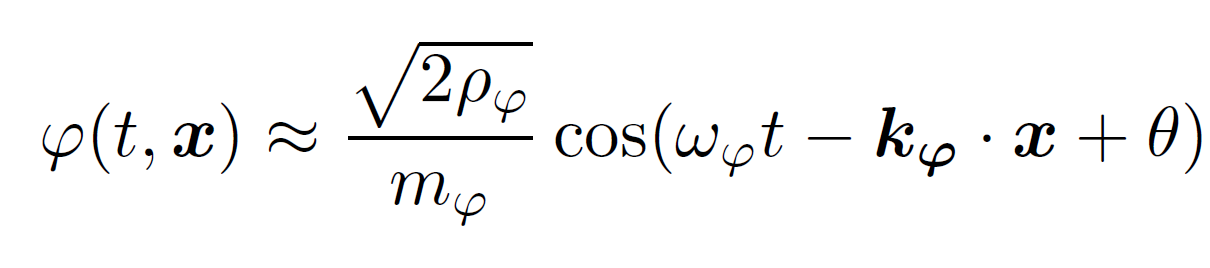 φ(t, x) ≈ √(2ρ_φ) / m_φ cos(ω_φ t − k_φ · x + θ)